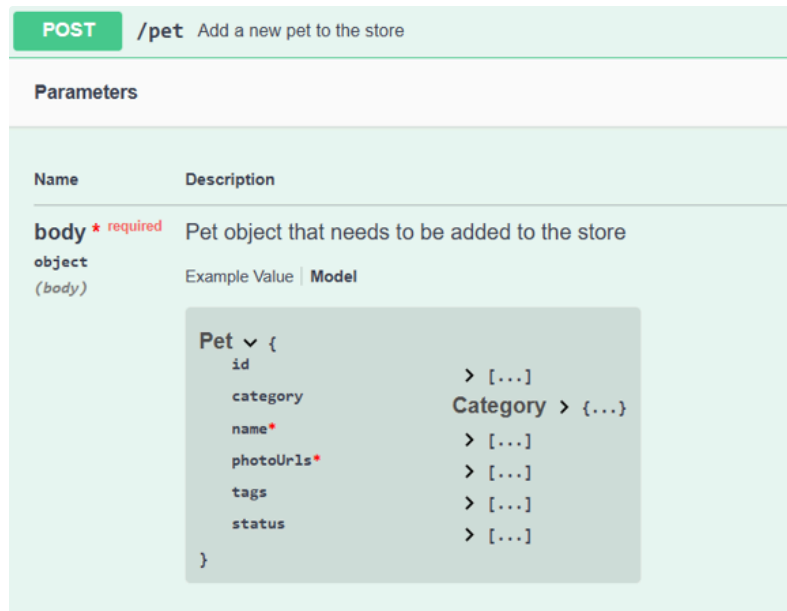 POST /pet Add a new pet to the store
Parameters
Name Description
body * required Pet object that needs to be added to the store
object
(body)
Example Value Model
Pet {
id [...]
category Category {...}
name* [...]
photoUrls* [...]
tags [...]
status [...]
}